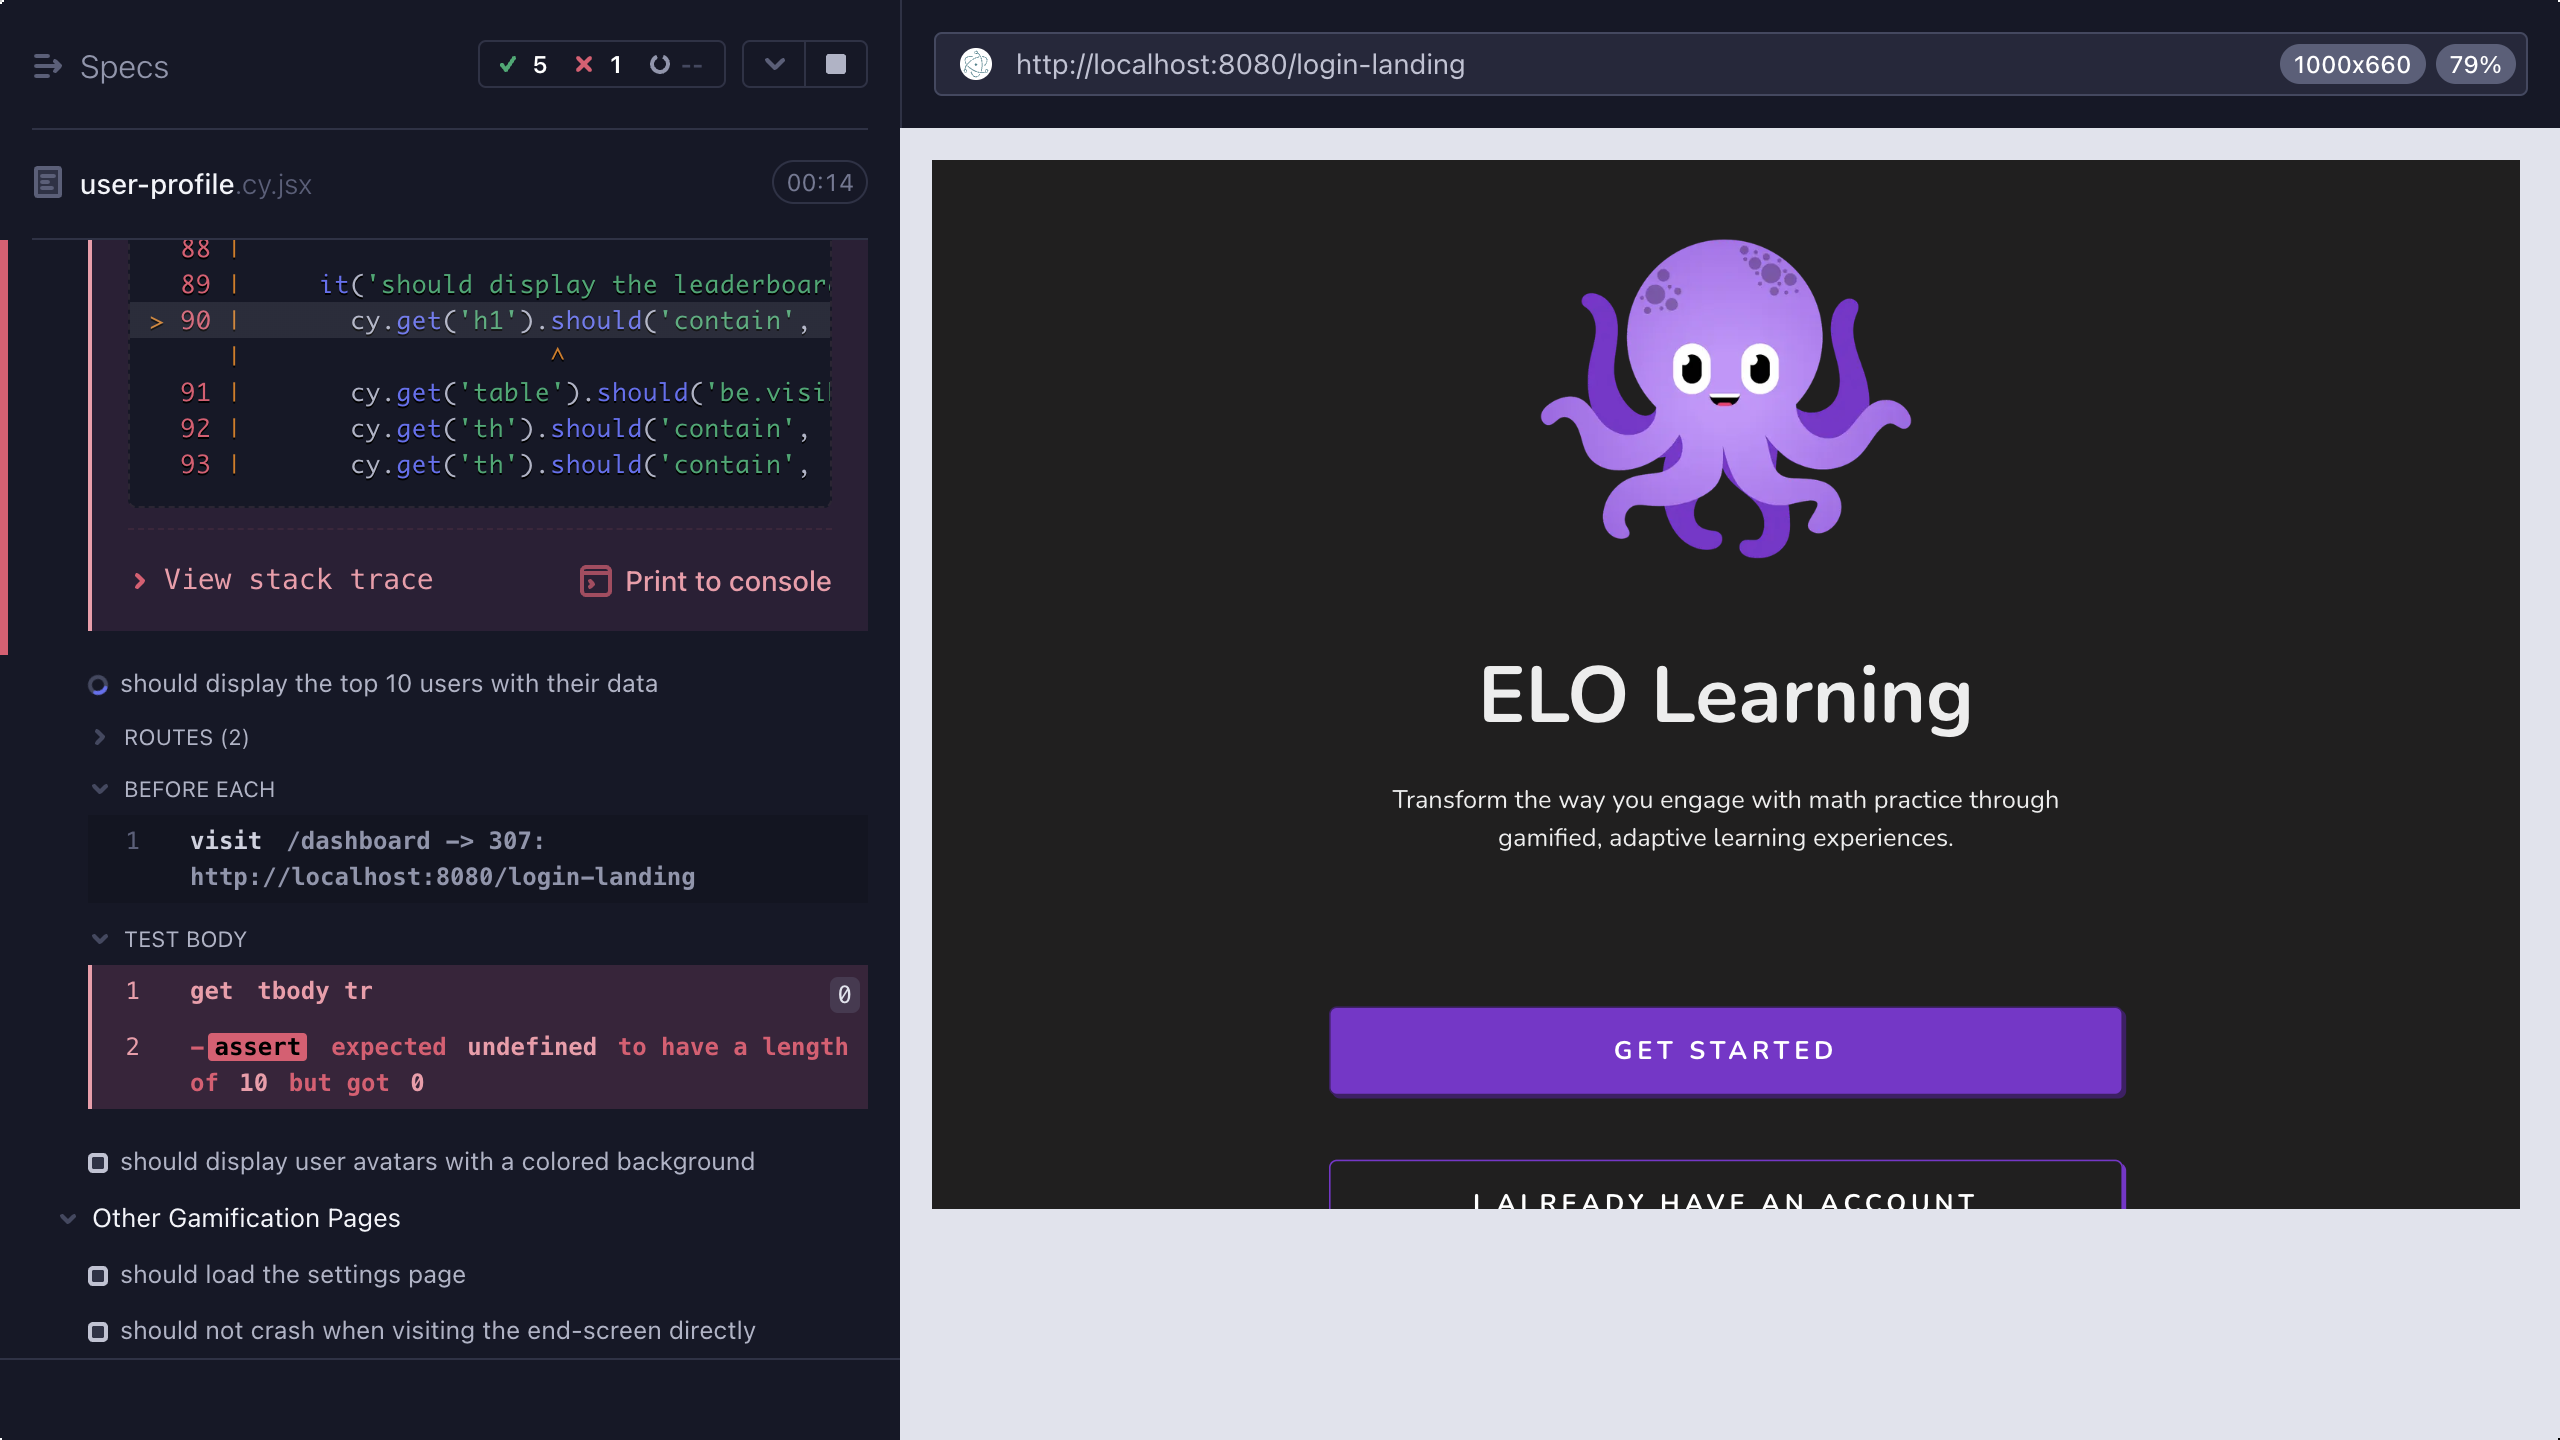 Specs
5 1 --
user-profile.cy.jsx
00:14
88 |
89 | it('should display the leaderboar
> 90 | cy.get('h1').should('contain',
| ^
91 | cy.get('table').should('be.visi
92 | cy.get('th').should('contain',
93 | cy.get('th').should('contain',
View stack trace
Print to console
should display the top 10 users with their data
ROUTES (2)
BEFORE EACH
1 visit /dashboard -> 307:
http://localhost:8080/login-landing
TEST BODY
1 get tbody tr 0
2 -assert expected undefined to have a length
of 10 but got 0
should display user avatars with a colored background
Other Gamification Pages
should load the settings page
should not crash when visiting the end-screen directly
http://localhost:8080/login-landing
1000x660
79%
ELO Learning
Transform the way you engage with math practice through
gamified, adaptive learning experiences.
GET STARTED
I ALREADY HAVE AN ACCOUNT